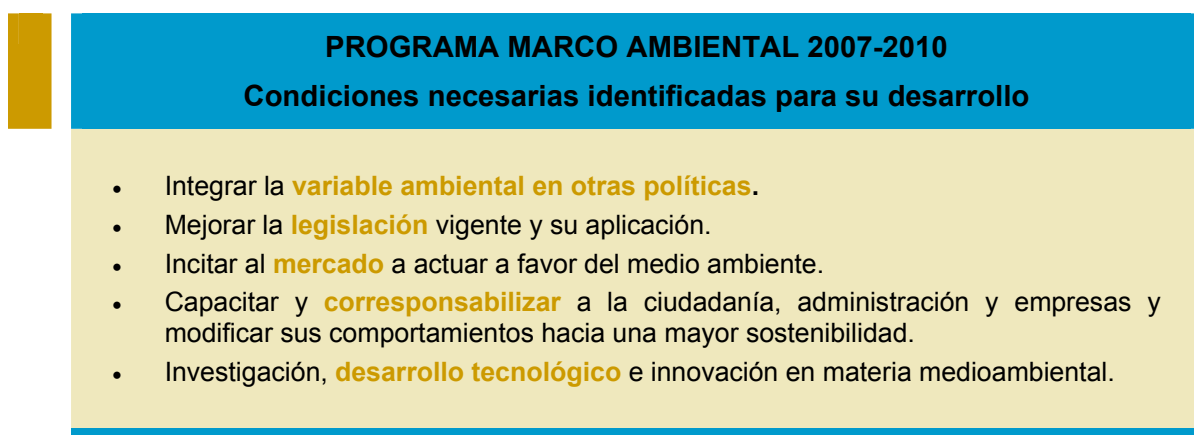 PROGRAMA MARCO AMBIENTAL 2007-2010
Condiciones necesarias identificadas para su desarrollo
• Integrar la variable ambiental en otras políticas.
• Mejorar la legislación vigente y su aplicación.
• Incitar al mercado a actuar a favor del medio ambiente.
• Capacitar y corresponsabilizar a la ciudadanía, administración y empresas y
modificar sus comportamientos hacia una mayor sostenibilidad.
• Investigación, desarrollo tecnológico e innovación en materia medioambiental.